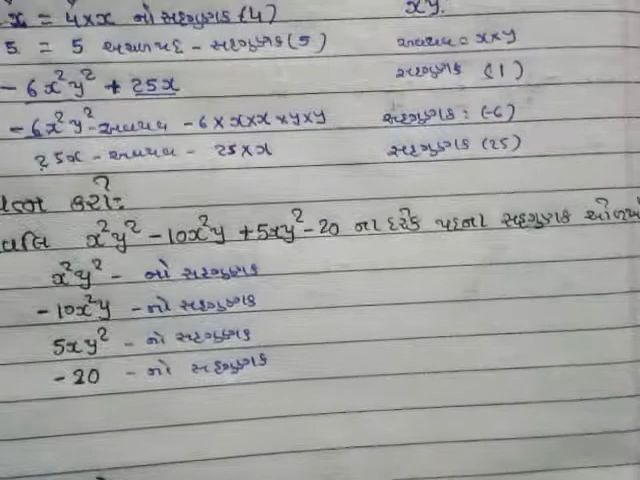 x = 4×x નો સહગુણક (4)
xy.
5 = 5 અચળપદ - સહગુણક (5)
અવયવ = x×y
- 6x²y² + 25x
સહગુણક (1)
- 6x²y² - અવયવ - 6×x×x×y×y
સહગુણક : (-6)
25x - અવયવ - 25×x
સહગુણક (25)
કરો:
?
x²y² - 10x²y + 5xy² - 20 ના દરેક પદના સહગુણક
x²y² - નો સહગુણક
- 10x²y - નો સહગુણક
5xy² - નો સહગુણક
- 20 - નો સહગુણક